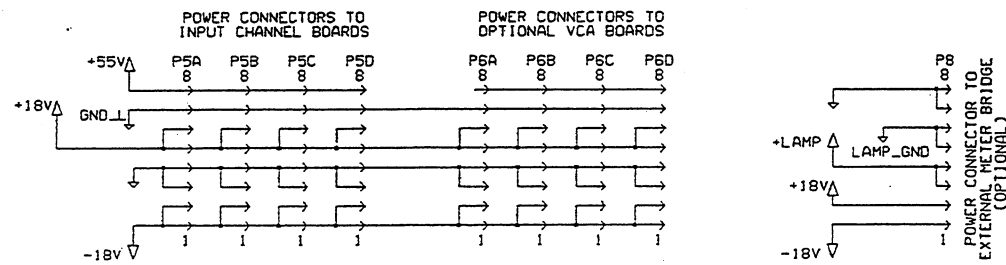 POWER CONNECTORS TO
INPUT CHANNEL BOARDS
POWER CONNECTORS TO
OPTIONAL VCA BOARDS
+55V
P5A
8
P5B
8
P5C
8
P5D
8
P6A
8
P6B
8
P6C
8
P6D
8
P8
8
+18V
GND_L
+LAMP
LAMP_GND
+18V
-18V
1
1
1
1
1
1
1
1
-18V
1
POWER CONNECTOR TO
EXTERNAL METER BRIDGE
(OPTIONAL)